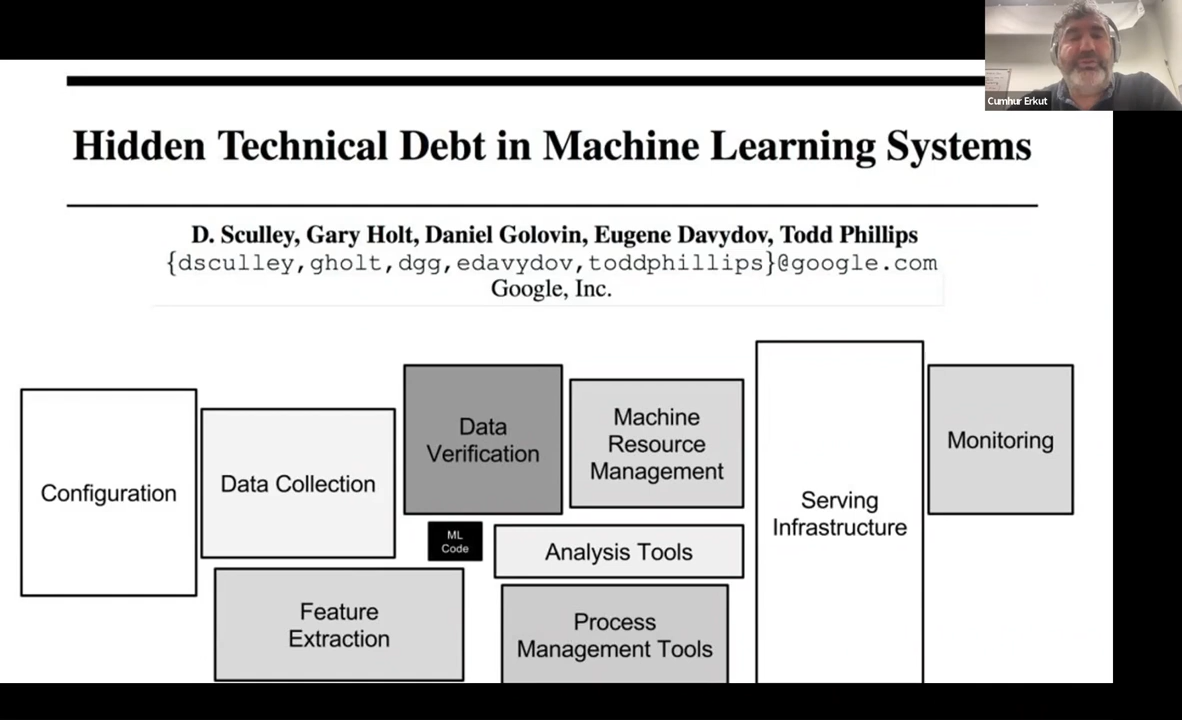 Cumhur Erkut
Hidden Technical Debt in Machine Learning Systems
D. Sculley, Gary Holt, Daniel Golovin, Eugene Davydov, Todd Phillips
{dsculley,gholt,dgg,edavydov,toddphillips}@google.com
Google, Inc.
Configuration
Data Collection
Data
Verification
Machine
Resource
Management
Monitoring
Serving
Infrastructure
ML
Code
Analysis Tools
Feature
Extraction
Process
Management Tools